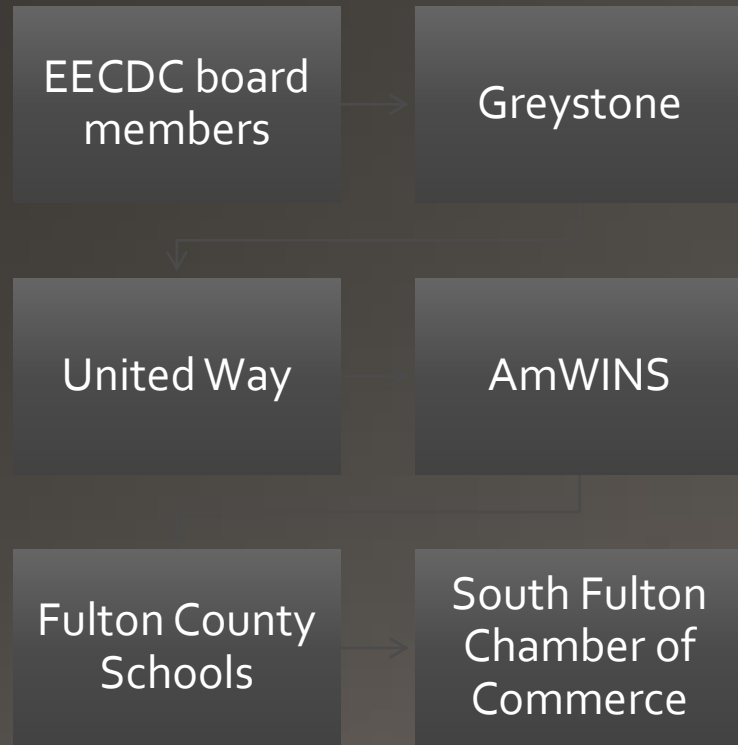 EECDC board
members
Greystone
United Way
AmWINS
Fulton County
Schools
South Fulton
Chamber of
Commerce